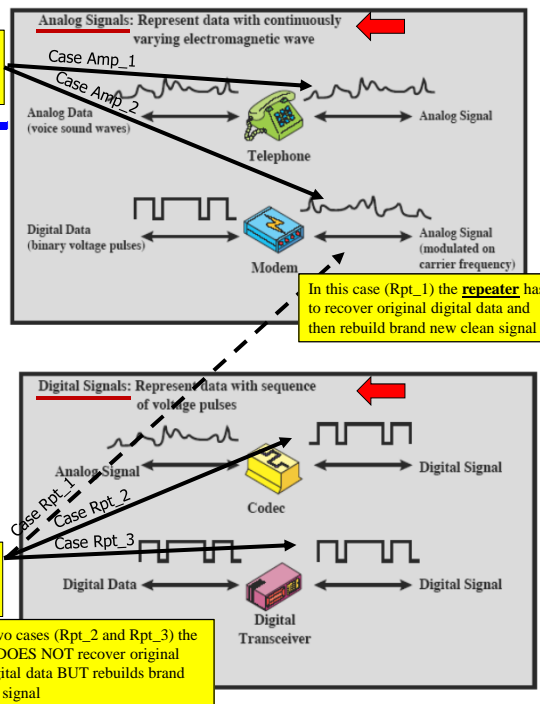 Analog Signals: Represent data with continuously
varying electromagnetic wave
Case Amp_1
Case Amp_2
Analog Data
(voice sound waves)
Analog Signal
Telephone
Digital Data
(binary voltage pulses)
Analog Signal
(modulated on
carrier frequency)
Modem
In this case (Rpt_1) the repeater has
to recover original digital data and
then rebuild brand new clean signal
Digital Signals: Represent data with sequence
of voltage pulses
Analog Signal
Digital Signal
Codec
Case Rpt_1
Case Rpt_2
Case Rpt_3
Digital Data
Digital Signal
Digital
Transceiver
cases (Rpt_2 and Rpt_3) the
DOES NOT recover original
data BUT rebuilds brand
signal